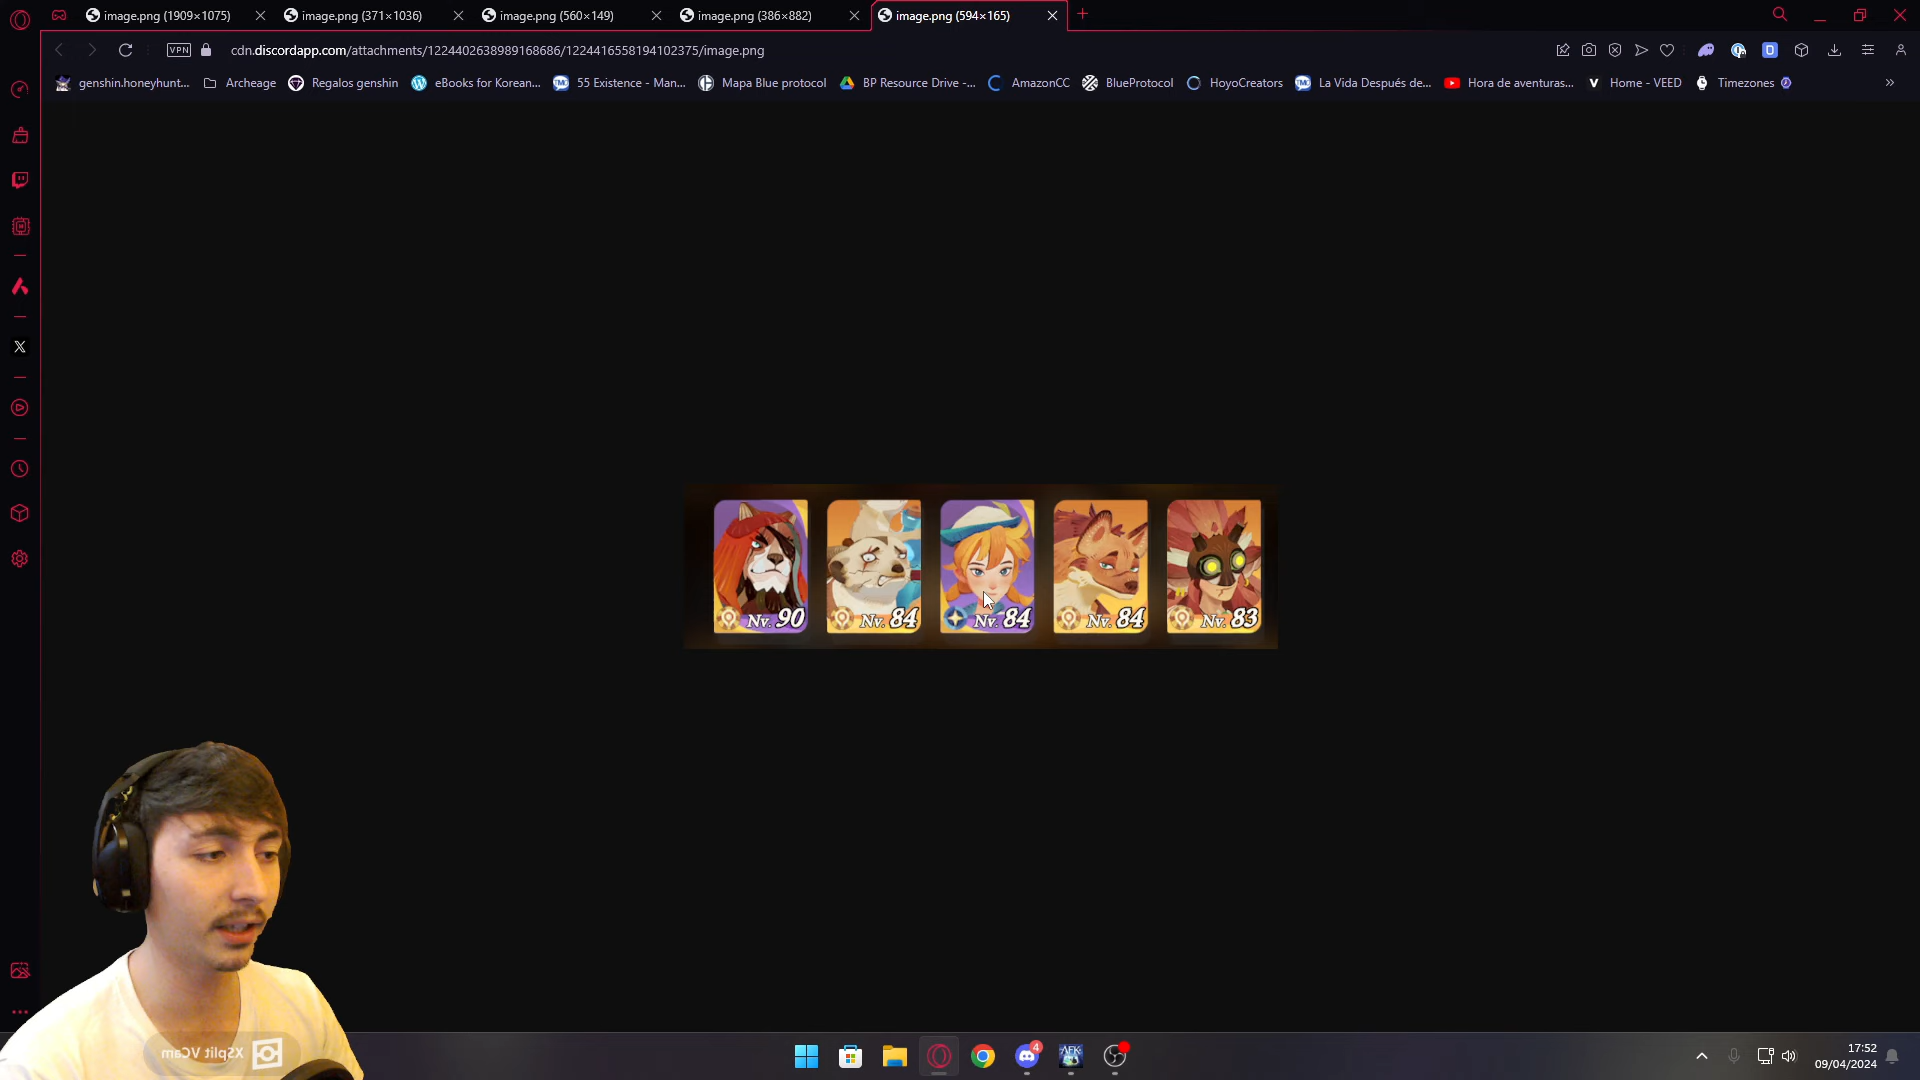 image.png (1909×1075)
image.png (371×1036)
image.png (560×149)
image.png (386×882)
image.png (594×165)
VPN
cdn.discordapp.com/attachments/1224402638989168686/1224416558194102375/image.png
genshin.honeyhunt...
Archeage
Regalos genshin
eBooks for Korean...
55 Existence - Man...
Mapa Blue protocol
BP Resource Drive -...
AmazonCC
BlueProtocol
HoyoCreators
La Vida Después de...
Hora de aventuras...
Home - VEED
Timezones
Nv. 90
Nv. 84
Nv. 84
Nv. 84
Nv. 83
XSplit VCam
4
AFK
17:52
09/04/2024